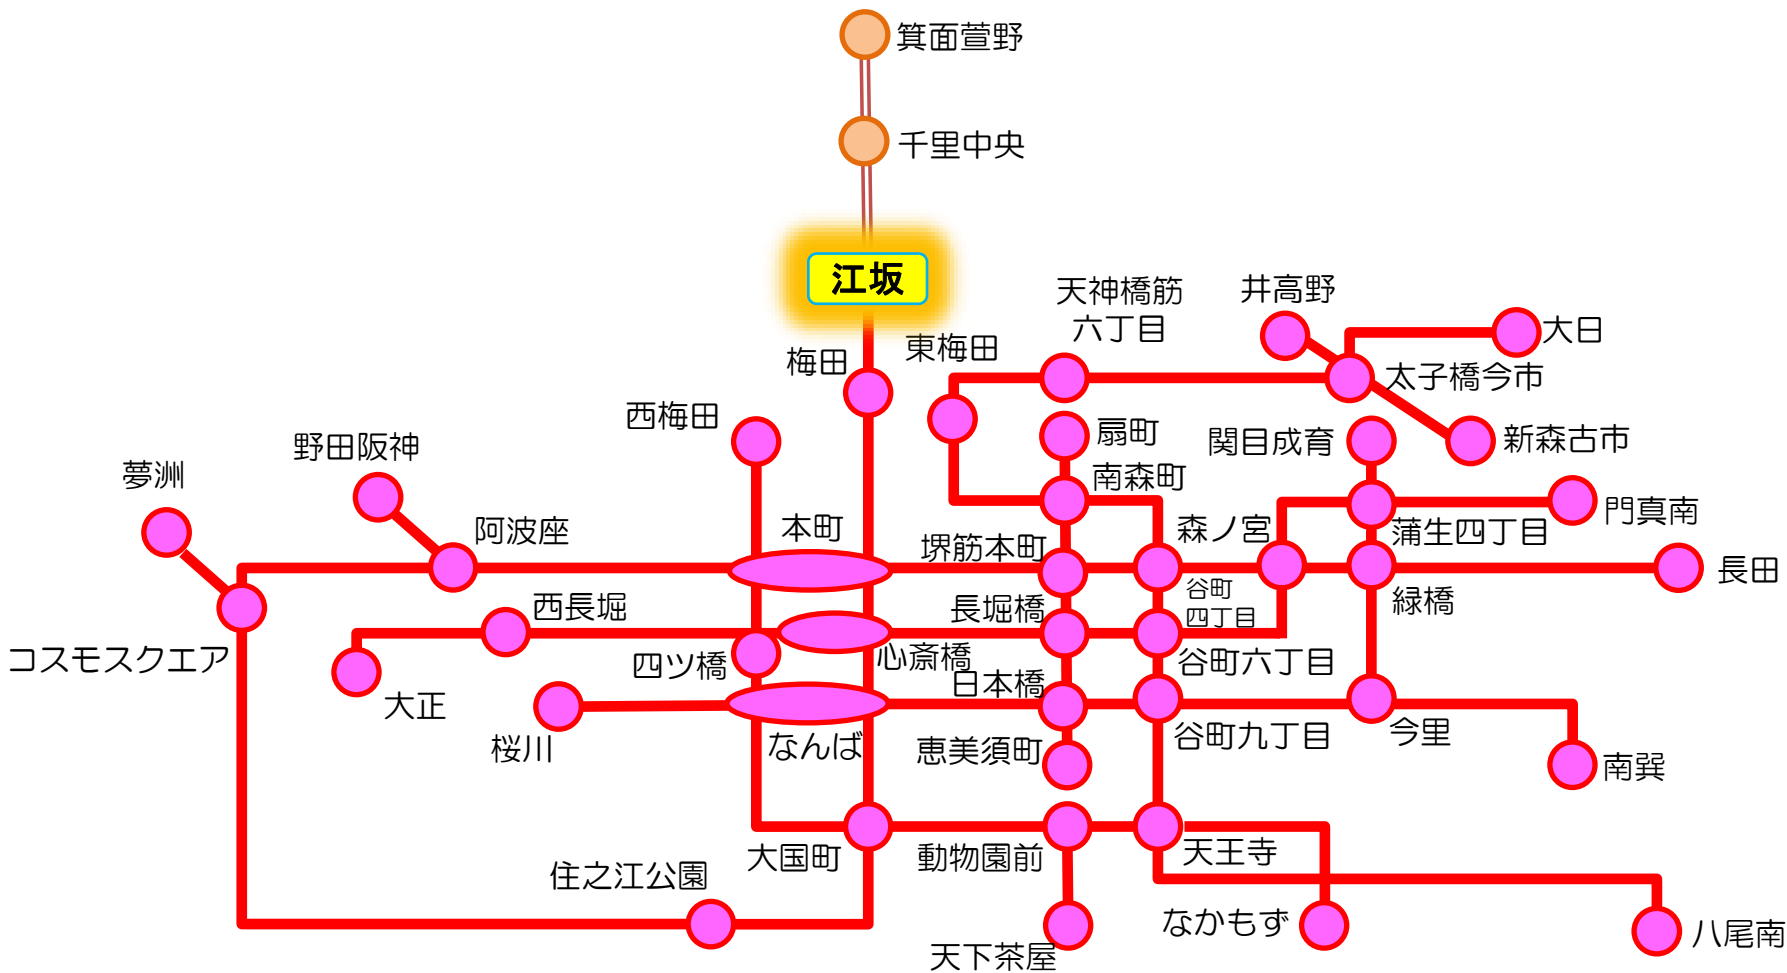 箕面萱野
千里中央
江坂
天神橋筋
六丁目
井高野
大日
東梅田
梅田
太子橋今市
西梅田
扇町
関目成育
新森古市
野田阪神
夢洲
南森町
門真南
阿波座
本町
堺筋本町
森ノ宮
蒲生四丁目
長田
西長堀
長堀橋
谷町
四丁目
緑橋
コスモスクエア
四ツ橋
心斎橋
谷町六丁目
大正
日本橋
桜川
なんば
恵美須町
谷町九丁目
今里
南巽
大国町
動物園前
天王寺
住之江公園
なかもず
八尾南
天下茶屋